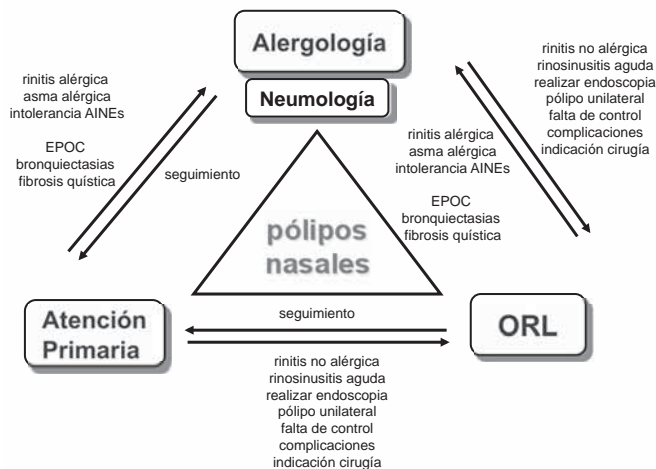 Alergología
Neumología
rinitis alérgica
asma alérgica
intolerancia AINEs
EPOC
bronquiectasias
fibrosis quística
seguimiento
rinitis no alérgica
rinosinusitis aguda
realizar endoscopia
pólipo unilateral
falta de control
complicaciones
indicación cirugía
rinitis alérgica
asma alérgica
intolerancia AINEs
EPOC
bronquiectasias
fibrosis quística
pólipos
nasales
Atención
Primaria
seguimiento
ORL
rinitis no alérgica
rinosinusitis aguda
realizar endoscopia
pólipo unilateral
falta de control
complicaciones
indicación cirugía